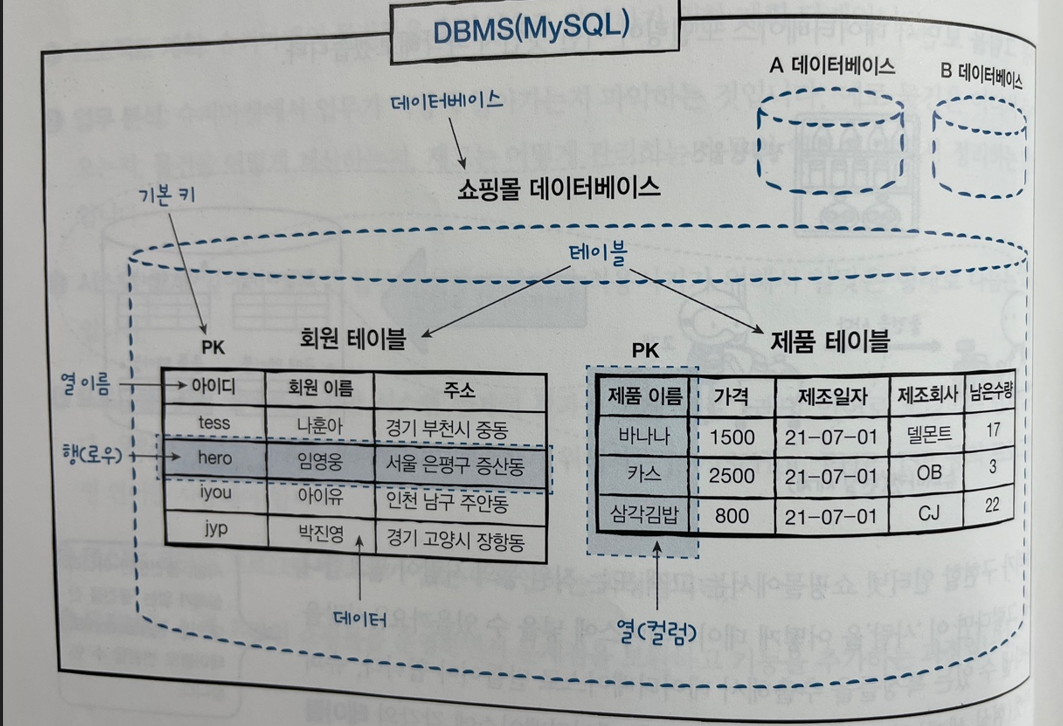 DBMS(MySQL)
A 데이터베이스
B 데이터베이스
데이터베이스
쇼핑몰 데이터베이스
기본 키
테이블
PK
회원 테이블
열 이름
아이디 회원 이름 주소
tess 나훈아 경기 부천시 중동
행(로우)
hero 임영웅 서울 은평구 증산동
iyou 아이유 인천 남구 주안동
jyp 박진영 경기 고양시 장항동
데이터
PK
제품 테이블
제품 이름 가격 제조일자 제조회사 남은수량
바나나 1500 21-07-01 델몬트 17
카스 2500 21-07-01 OB 3
삼각김밥 800 21-07-01 CJ 22
열(컬럼)